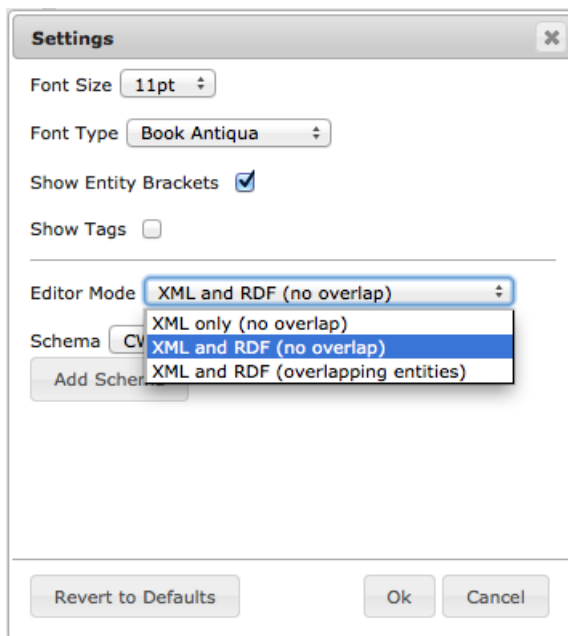 Settings
Font Size 11pt
Font Type Book Antiqua
Show Entity Brackets
Show Tags
Editor Mode XML and RDF (no overlap)
XML only (no overlap)
Schema
XML and RDF (no overlap)
Add
XML and RDF (overlapping entities)
Revert to Defaults Ok Cancel